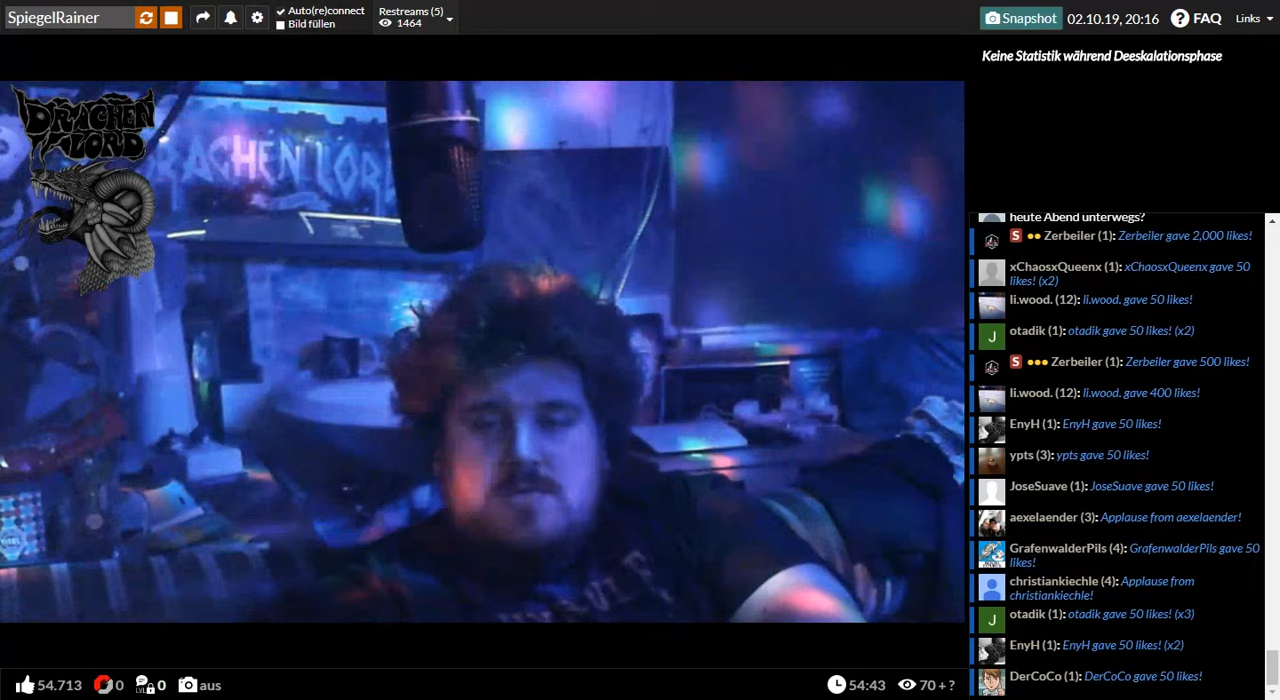 SpiegelRainer
Auto(re)connect
Bild füllen
Restreams (5)
1464
Snapshot
02.10.19, 20:16
FAQ
Links
Keine Statistik während Deeskalationsphase
DRACHEN
LORD
DRACHEN LORD
heute Abend unterwegs?
S Zerbeiler (1): Zerbeiler gave 2,000 likes!
xChaosxQueenx (1): xChaosxQueenx gave 50
likes! (x2)
li.wood. (12): li.wood. gave 50 likes!
J otadik (1): otadik gave 50 likes! (x2)
S Zerbeiler (1): Zerbeiler gave 500 likes!
li.wood. (12): li.wood. gave 400 likes!
EnyH (1): EnyH gave 50 likes!
ypts (3): ypts gave 50 likes!
JoseSuave (1): JoseSuave gave 50 likes!
aexelaender (3): Applause from aexelaender!
GrafenwalderPils (4): GrafenwalderPils gave 50
likes!
christiankiechle (4): Applause from
christiankiechle!
J otadik (1): otadik gave 50 likes! (x3)
EnyH (1): EnyH gave 50 likes! (x2)
DerCoCo (1): DerCoCo gave 50 likes!
54.713
0
0
aus
54:43
70 + ?